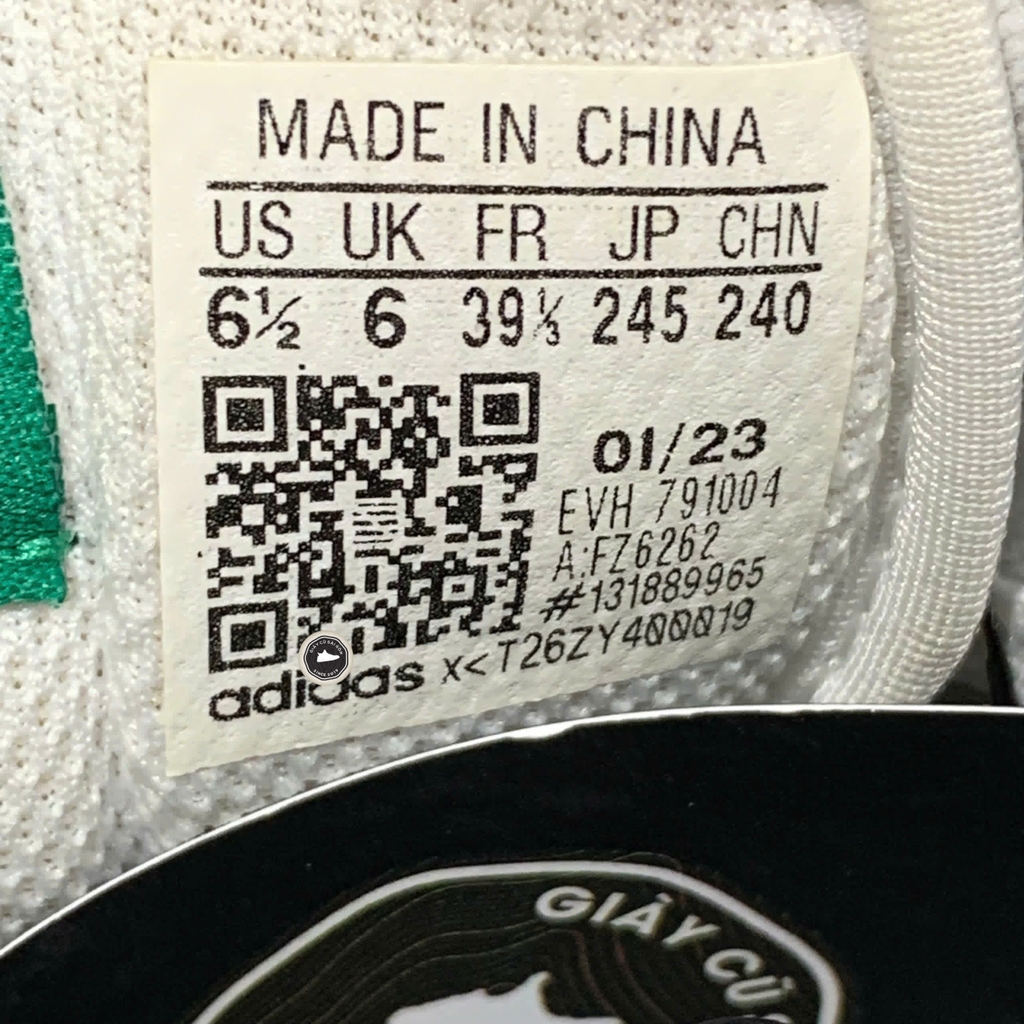 MADE IN CHINA
US UK FR JP CHN
6½ 6 39⅓ 245 240
01/23
EVH 791004
A:FZ6262
#131889965
adidas X<T26ZY400019
GIÀY CŨ